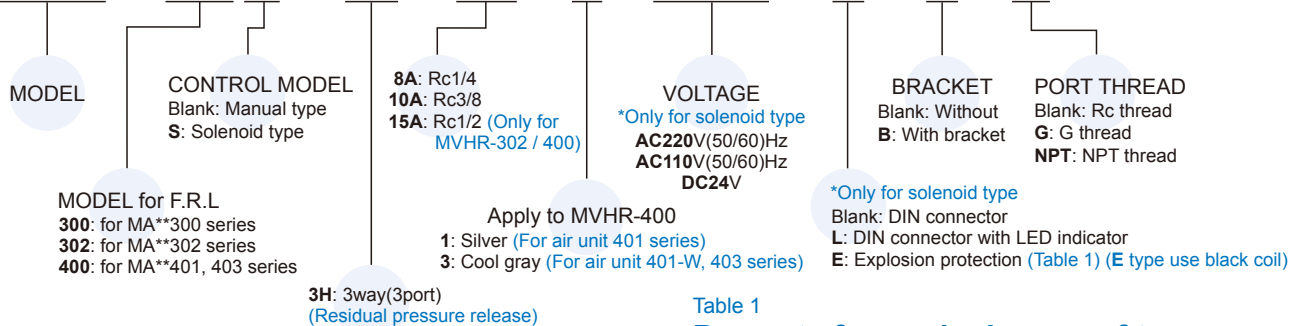 MODEL
CONTROL MODEL
Blank: Manual type
S: Solenoid type
8A: Rc1/4
10A: Rc3/8
15A: Rc1/2 (Only for
MVHR-302 / 400)
VOLTAGE
*Only for solenoid type
AC220V(50/60)Hz
AC110V(50/60)Hz
DC24V
BRACKET
Blank: Without
B: With bracket
PORT THREAD
Blank: Rc thread
G: G thread
NPT: NPT thread
MODEL for F.R.L
300: for MA**300 series
302: for MA**302 series
400: for MA**401, 403 series
Apply to MVHR-400
1: Silver (For air unit 401 series)
3: Cool gray (For air unit 401-W, 403 series)
*Only for solenoid type
Blank: DIN connector
L: DIN connector with LED indicator
E: Explosion protection (Table 1) (E type use black coil)
3H: 3way(3port)
(Residual pressure release)
Table 1